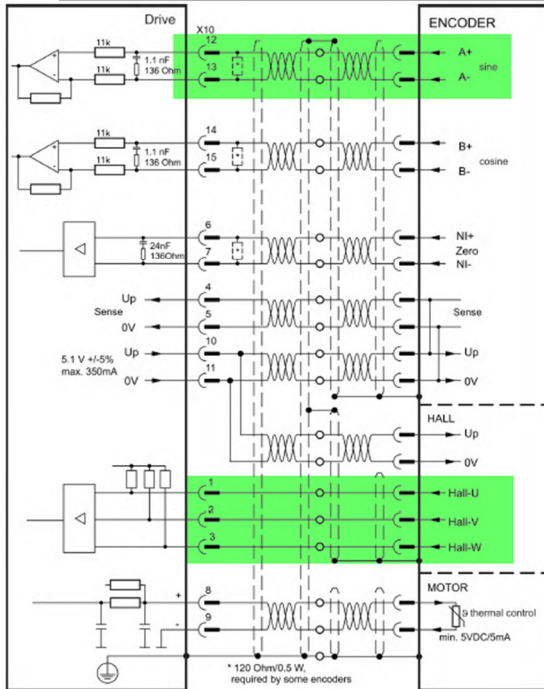 Drive
X10
ENCODER
11k
12
A+
1.1 nF
136 Ohm
sine
11k
13
*
A-
11k
14
B+
1.1 nF
136 Ohm
cosine
11k
15
*
B-
6
NI+
24nF
136Ohm
*
Zero
7
NI-
Up
4
Sense
Sense
0V
5
Up
10
Up
5.1 V +/-5%
max. 350mA
0V
11
0V
HALL
Up
0V
1
Hall-U
2
Hall-V
3
Hall-W
MOTOR
+
8
ϑ thermal control
-
9
min. 5VDC/5mA
* 120 Ohm/0.5 W,
required by some encoders